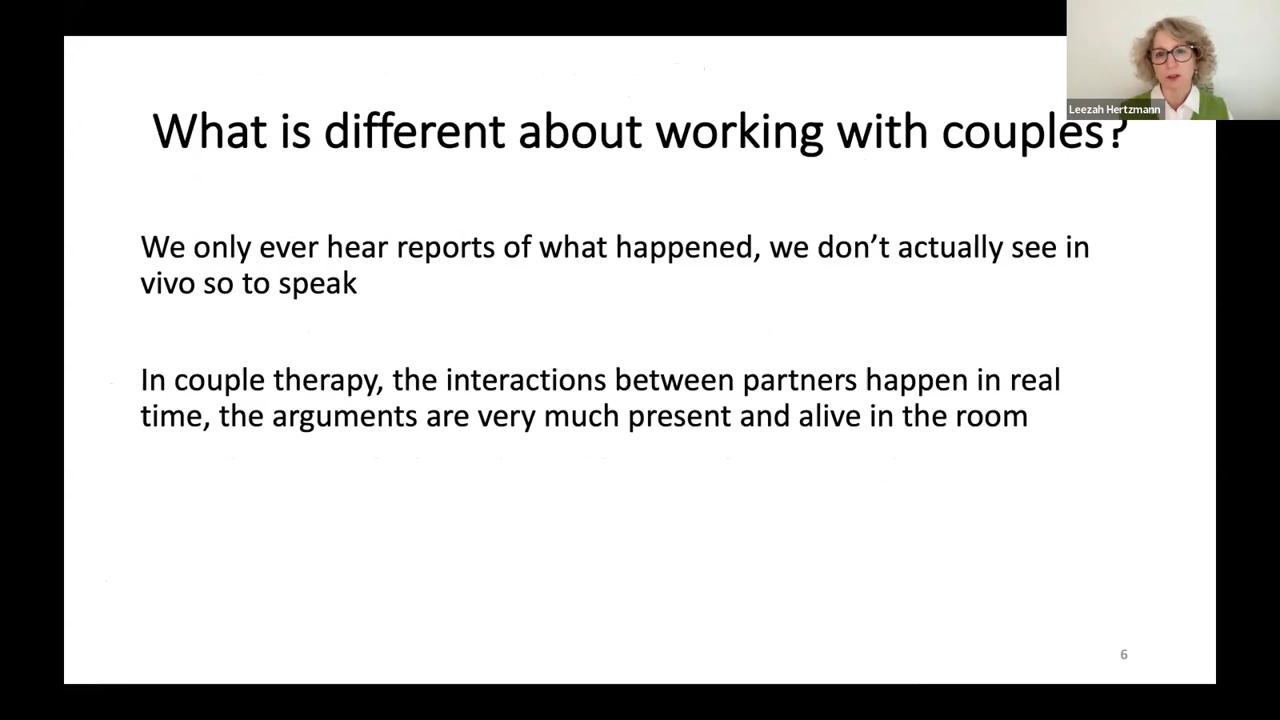 Leezah Hertzmann
What is different about working with couples?
We only ever hear reports of what happened, we don’t actually see in
vivo so to speak
In couple therapy, the interactions between partners happen in real
time, the arguments are very much present and alive in the room
6